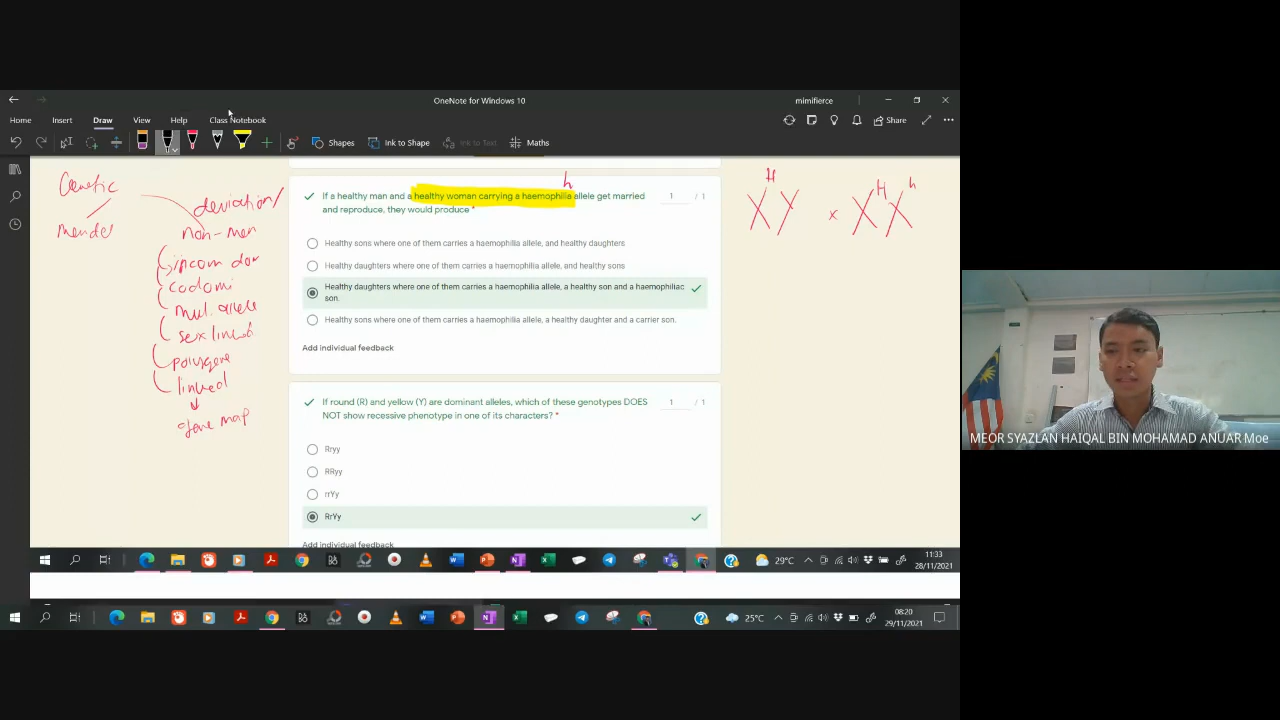 OneNote for Windows 10
mimifierce
Home Insert Draw View Help Class Notebook
Share
Shapes Ink to Shape Ink to Text Maths
Genetic
Mendel
deviation/
non-men
incom dom
codomi
mul. allele
sex linked
polygene
linked
gene map
h
If a healthy man and a healthy woman carrying a haemophilia allele get married
and reproduce, they would produce *
1 / 1
Healthy sons where one of them carries a haemophilia allele, and healthy daughters
Healthy daughters where one of them carries a haemophilia allele, and healthy sons
Healthy daughters where one of them carries a haemophilia allele, a healthy son and a haemophiliac
son.
Healthy sons where one of them carries a haemophilia allele, a healthy daughter and a carrier son.
Add individual feedback
If round (R) and yellow (Y) are dominant alleles, which of these genotypes DOES
NOT show recessive phenotype in one of its characters? *
1 / 1
Rryy
RRyy
rrYy
RrYy
Add individual feedback
H H h
X Y x X X
MEOR SYAZLAN HAIQAL BIN MOHAMAD ANUAR Moe
29°C
11:33
28/11/2021
25°C
08:20
29/11/2021